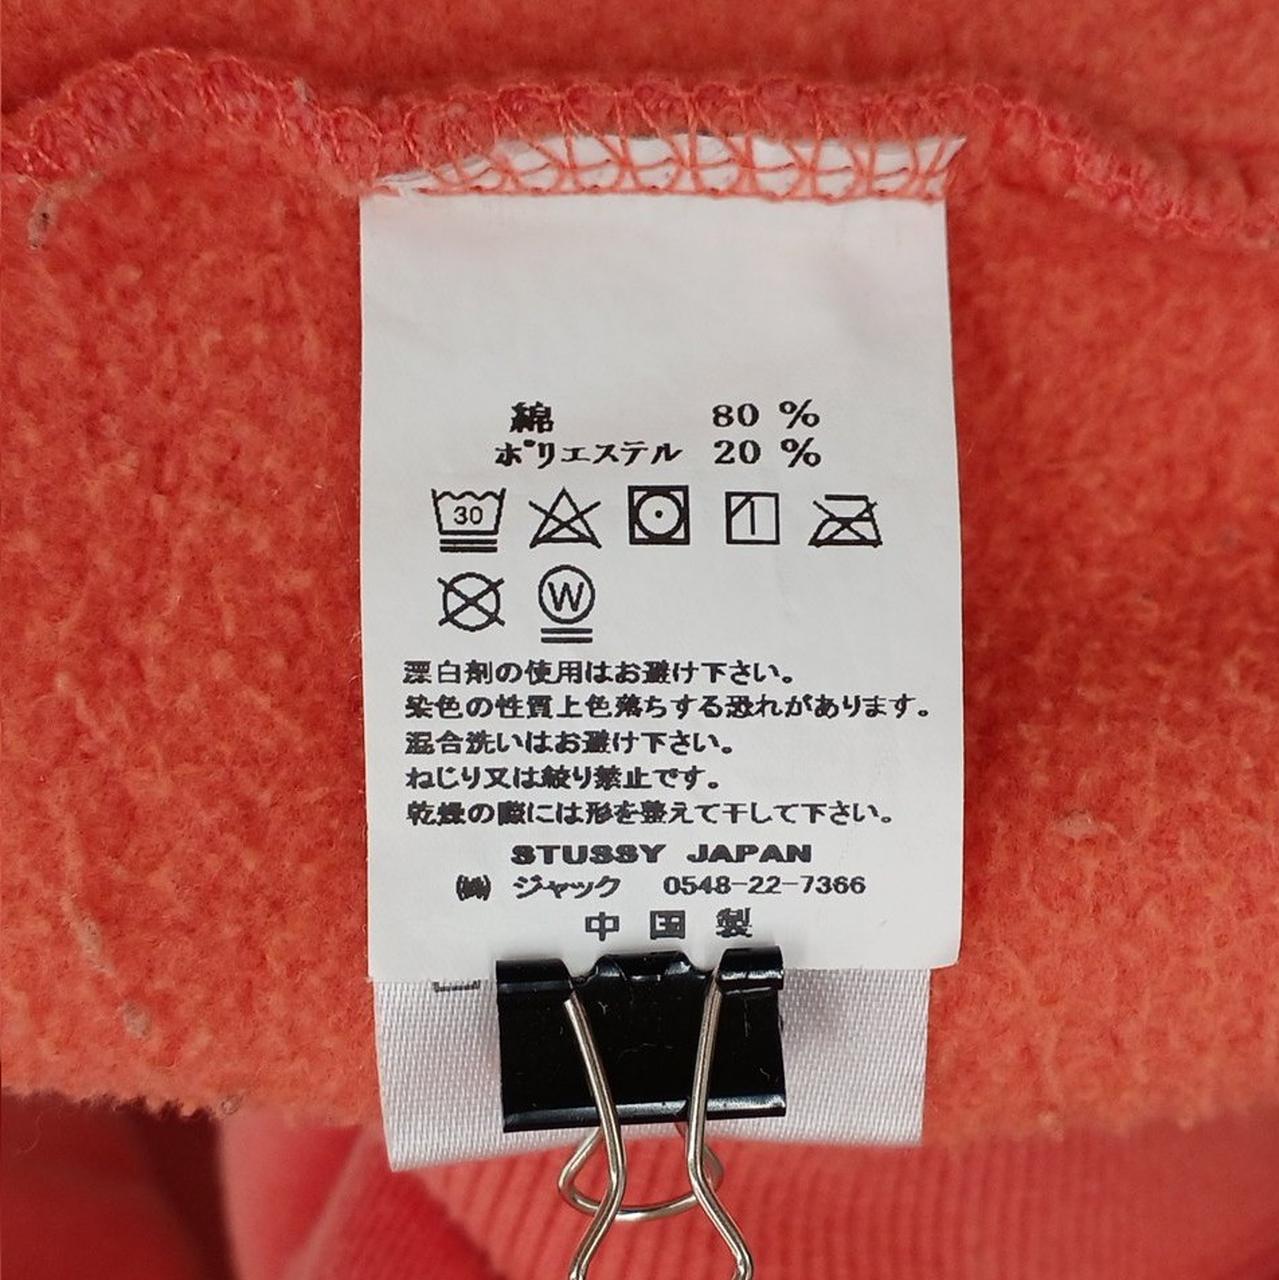 綿 80 %
ポリエステル 20 %
30
W
漂白剤の使用はお避け下さい。
染色の性質上色落ちする恐れがあります。
混合洗いはお避け下さい。
ねじり又は絞り禁止です。
乾燥の際には形を整えて干して下さい。
STUSSY JAPAN
㈱ ジャック 0548-22-7366
中国製